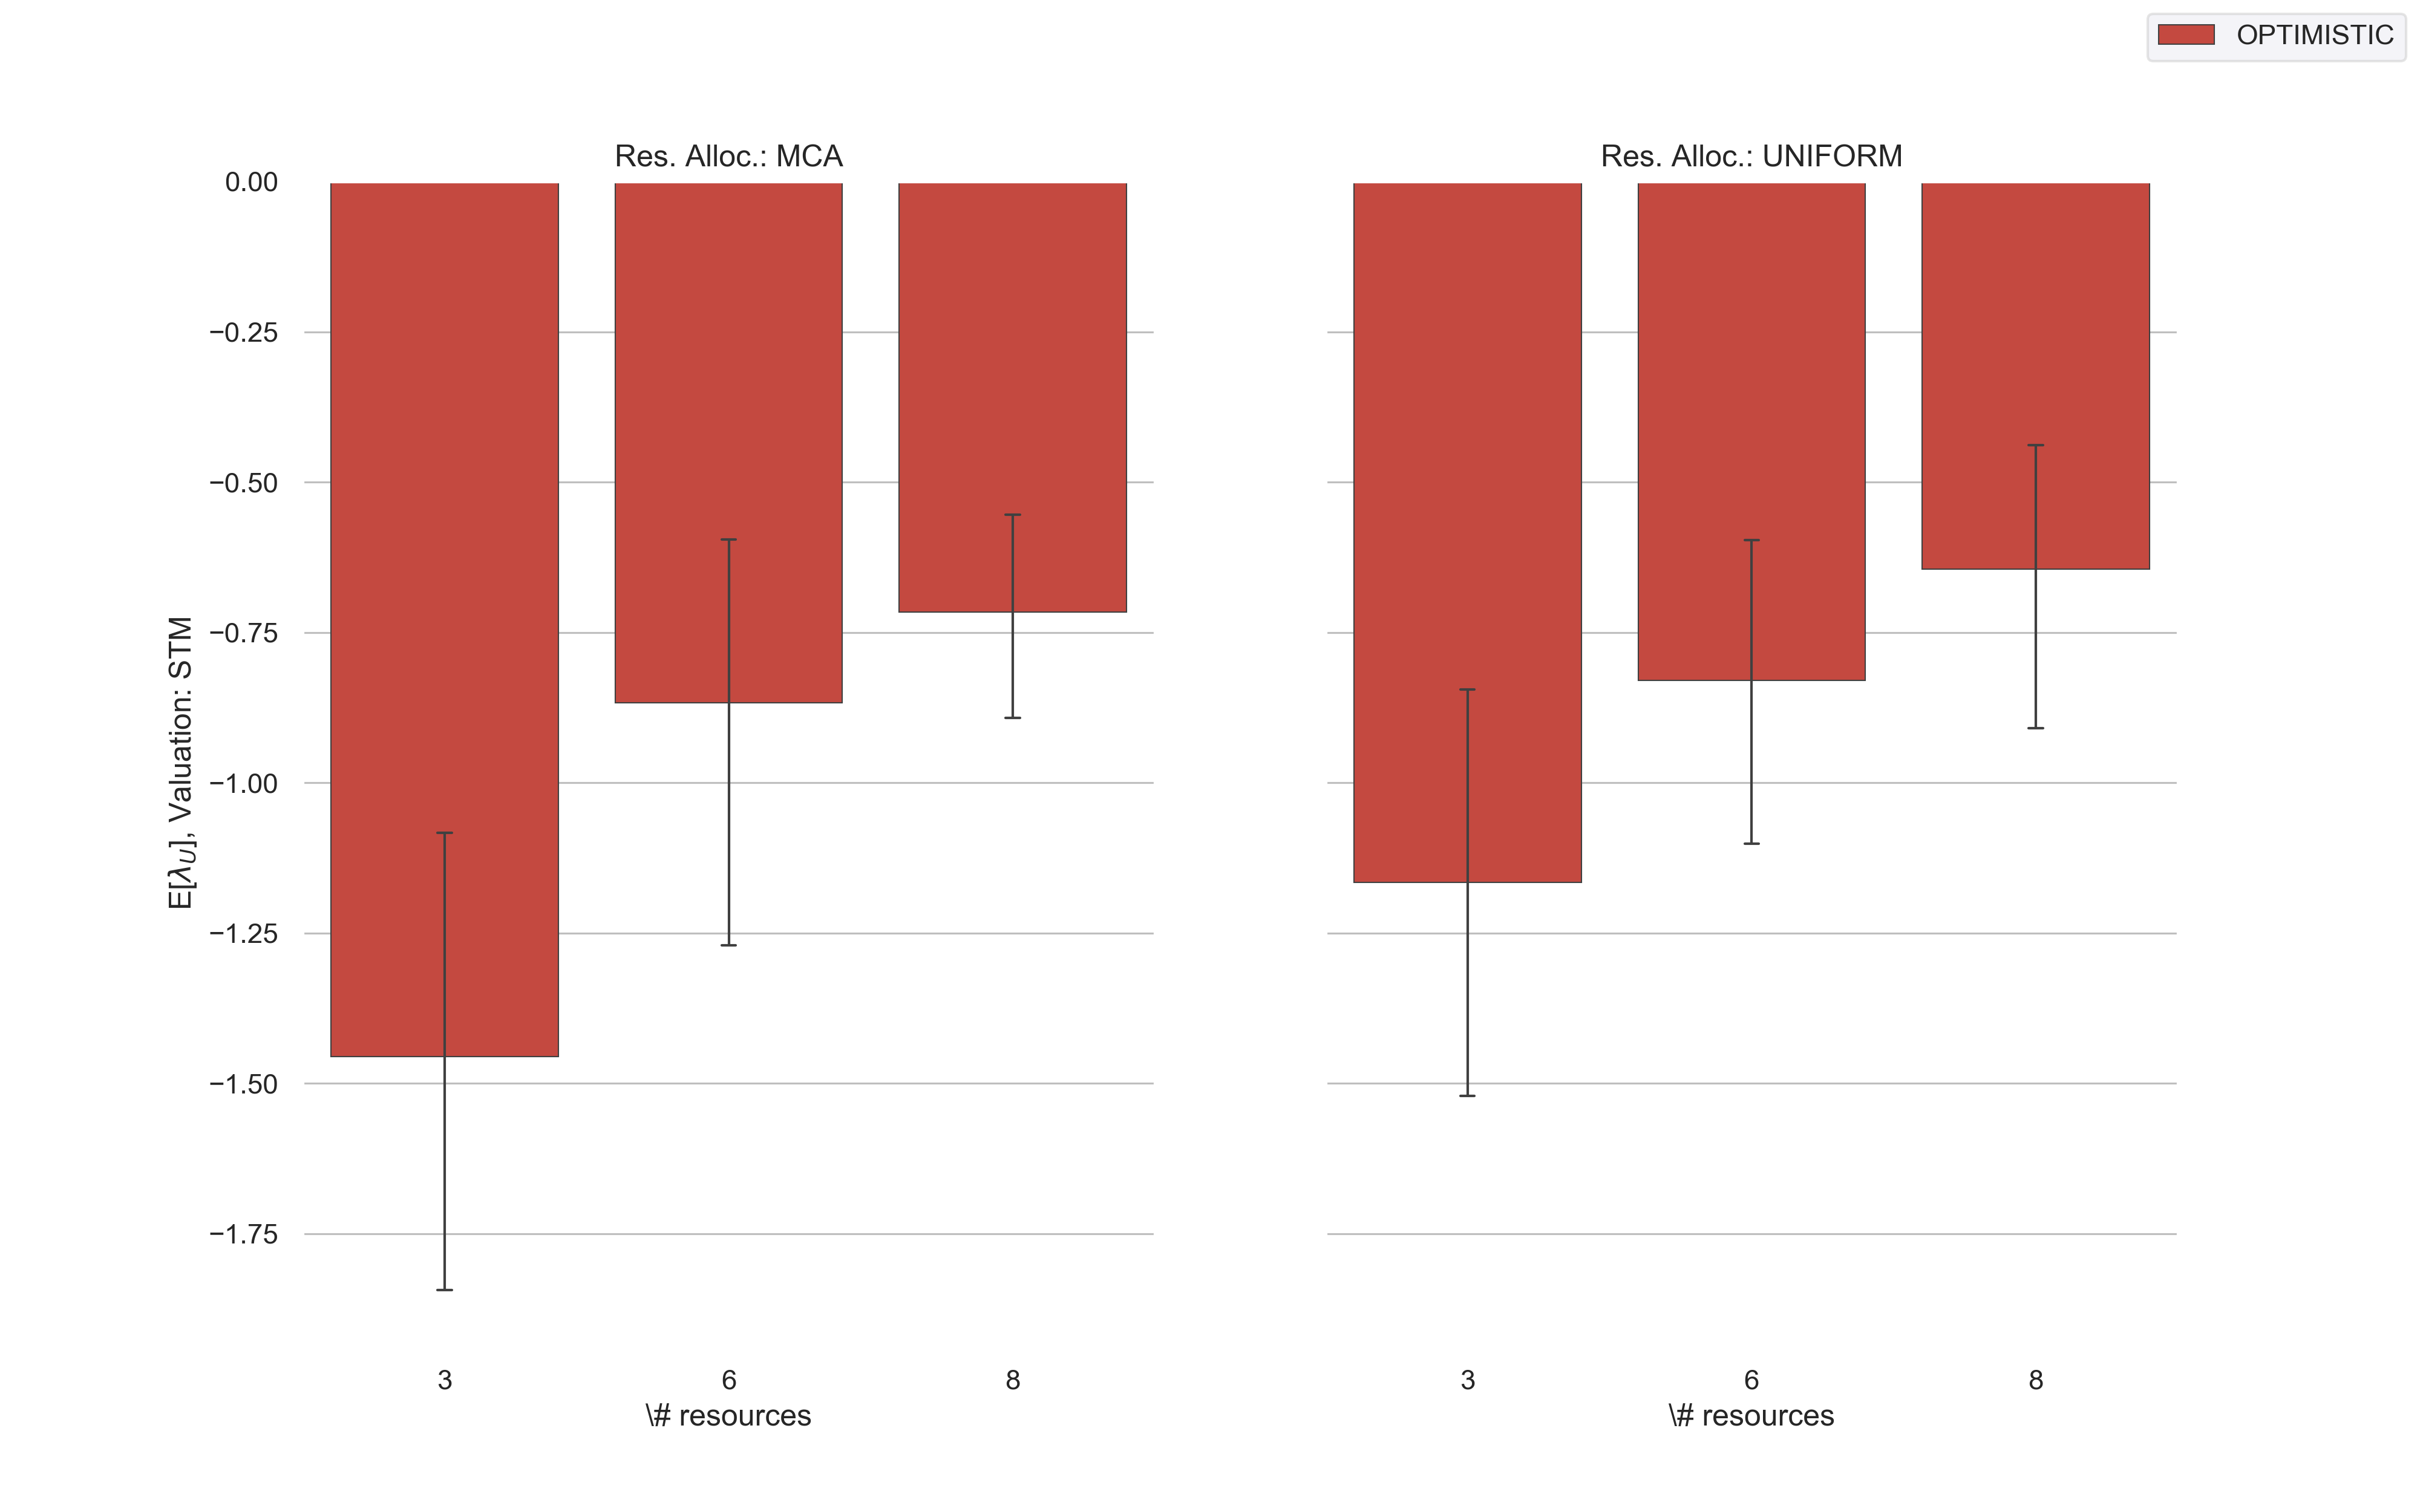 OPTIMISTIC
Res. Alloc.: MCA
Res. Alloc.: UNIFORM
E[λ_U], Valuation: STM
0.00
−0.25
−0.50
−0.75
−1.00
−1.25
−1.50
−1.75
3 6 8
\# resources
3 6 8
\# resources